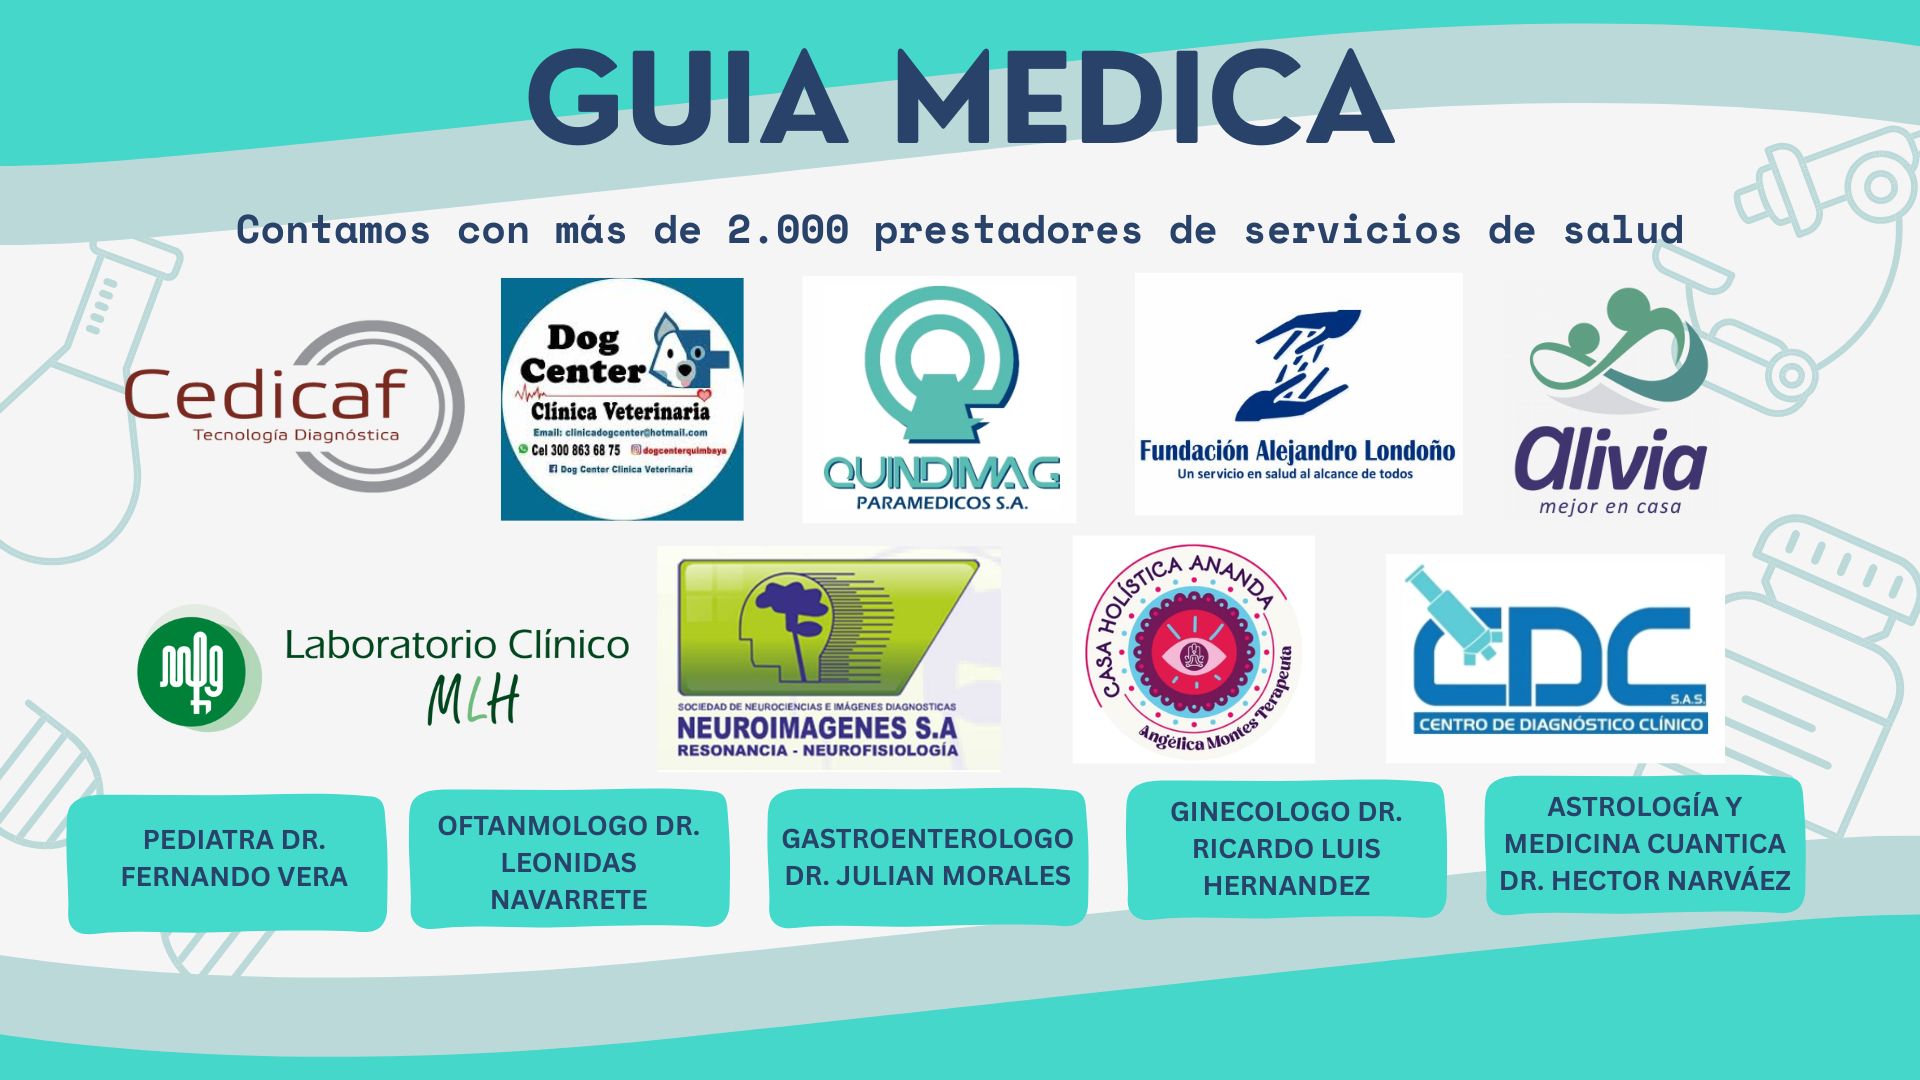 GUIA MEDICA
Contamos con más de 2.000 prestadores de servicios de salud
Cedicaf
Tecnología Diagnóstica
Dog
Center
Clínica Veterinaria
Email: clinicadogcenter@hotmail.com
Cel 300 863 68 75 dogcenterquimbaya
Dog Center Clinica Veterinaria
QUINDIMAG
PARAMEDICOS S.A.
Fundación Alejandro Londoño
Un servicio en salud al alcance de todos
alivia
mejor en casa
Laboratorio Clínico
MLH
SOCIEDAD DE NEUROCIENCIAS E IMÁGENES DIAGNOSTICAS
NEUROIMAGENES S.A
RESONANCIA - NEUROFISIOLOGÍA
CASA HOLÍSTICA ANANDA
Angélica Montes Terapeuta
CDC
S.A.S.
CENTRO DE DIAGNÓSTICO CLÍNICO
PEDIATRA DR.
FERNANDO VERA
OFTANMOLOGO DR.
LEONIDAS
NAVARRETE
GASTROENTEROLOGO
DR. JULIAN MORALES
GINECOLOGO DR.
RICARDO LUIS
HERNANDEZ
ASTROLOGÍA Y
MEDICINA CUANTICA
DR. HECTOR NARVÁEZ